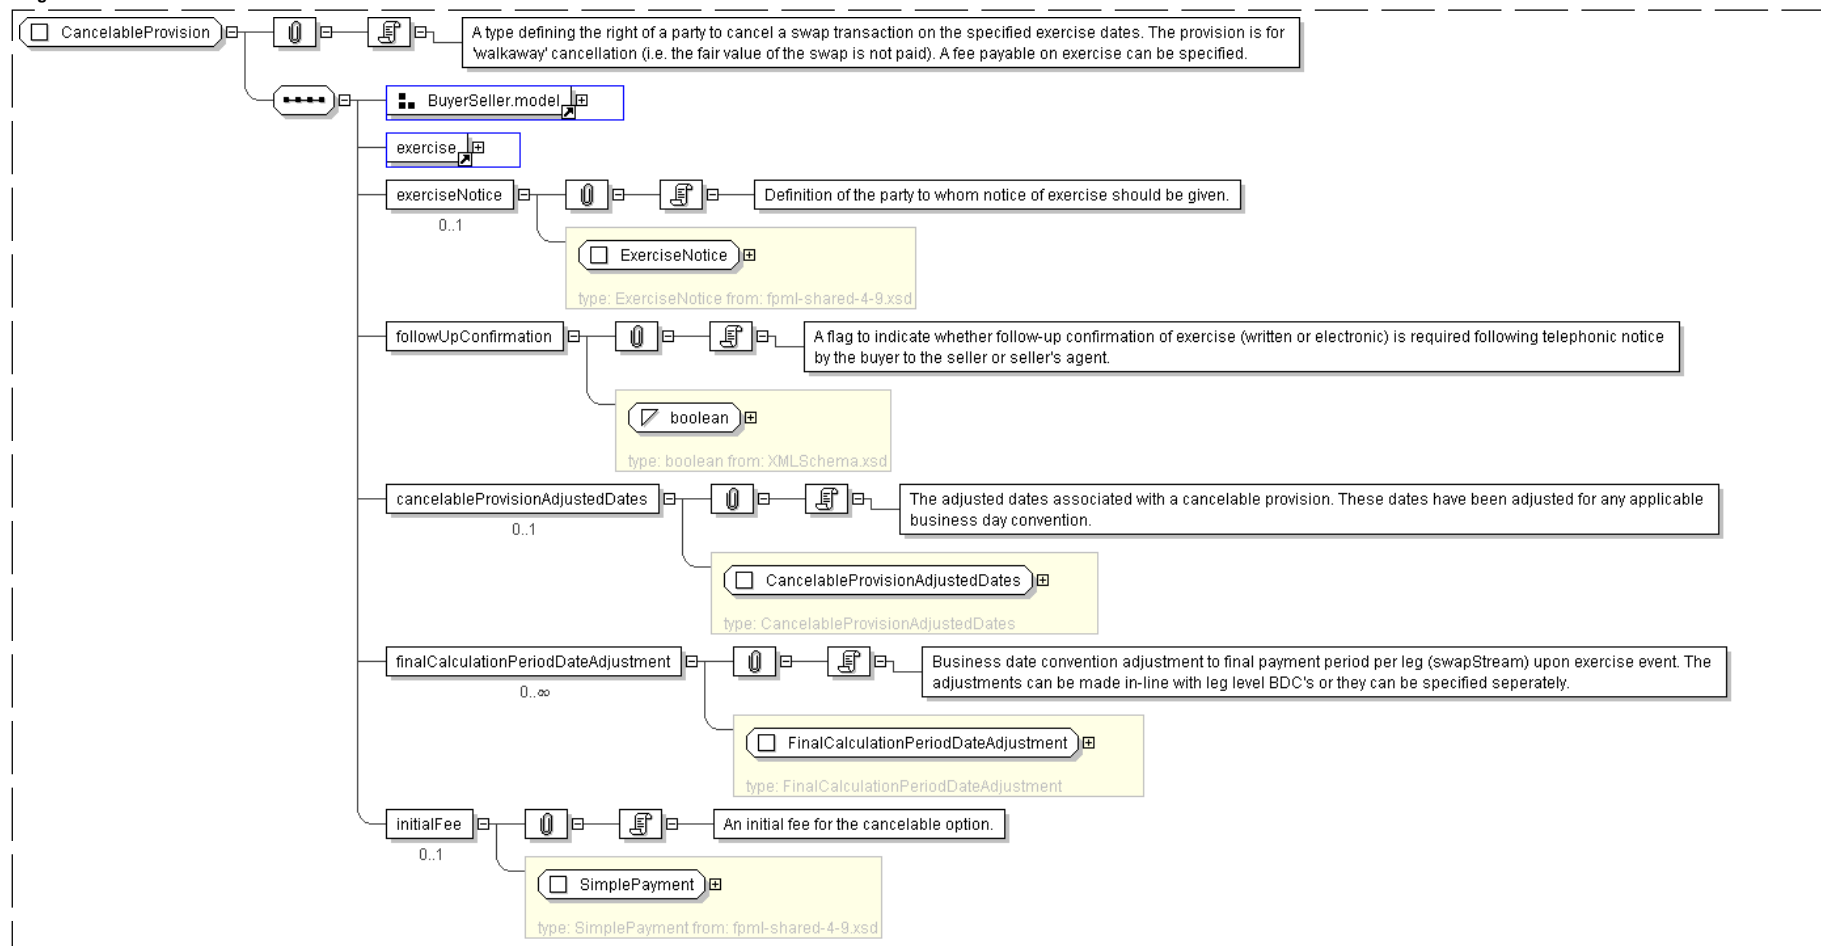 CancelableProvision
A type defining the right of a party to cancel a swap transaction on the specified exercise dates. The provision is for
'walkaway' cancellation (i.e. the fair value of the swap is not paid). A fee payable on exercise can be specified.
BuyerSeller.model
exercise
exerciseNotice
Definition of the party to whom notice of exercise should be given.
0..1
ExerciseNotice
type: ExerciseNotice from: fpml-shared-4-9.xsd
followUpConfirmation
A flag to indicate whether follow-up confirmation of exercise (written or electronic) is required following telephonic notice
by the buyer to the seller or seller's agent.
boolean
type: boolean from: XMLSchema.xsd
cancelableProvisionAdjustedDates
The adjusted dates associated with a cancelable provision. These dates have been adjusted for any applicable
business day convention.
0..1
CancelableProvisionAdjustedDates
type: CancelableProvisionAdjustedDates
finalCalculationPeriodDateAdjustment
Business date convention adjustment to final payment period per leg (swapStream) upon exercise event. The
adjustments can be made in-line with leg level BDC's or they can be specified seperately.
0..∞
FinalCalculationPeriodDateAdjustment
type: FinalCalculationPeriodDateAdjustment
initialFee
An initial fee for the cancelable option.
0..1
SimplePayment
type: SimplePayment from: fpml-shared-4-9.xsd